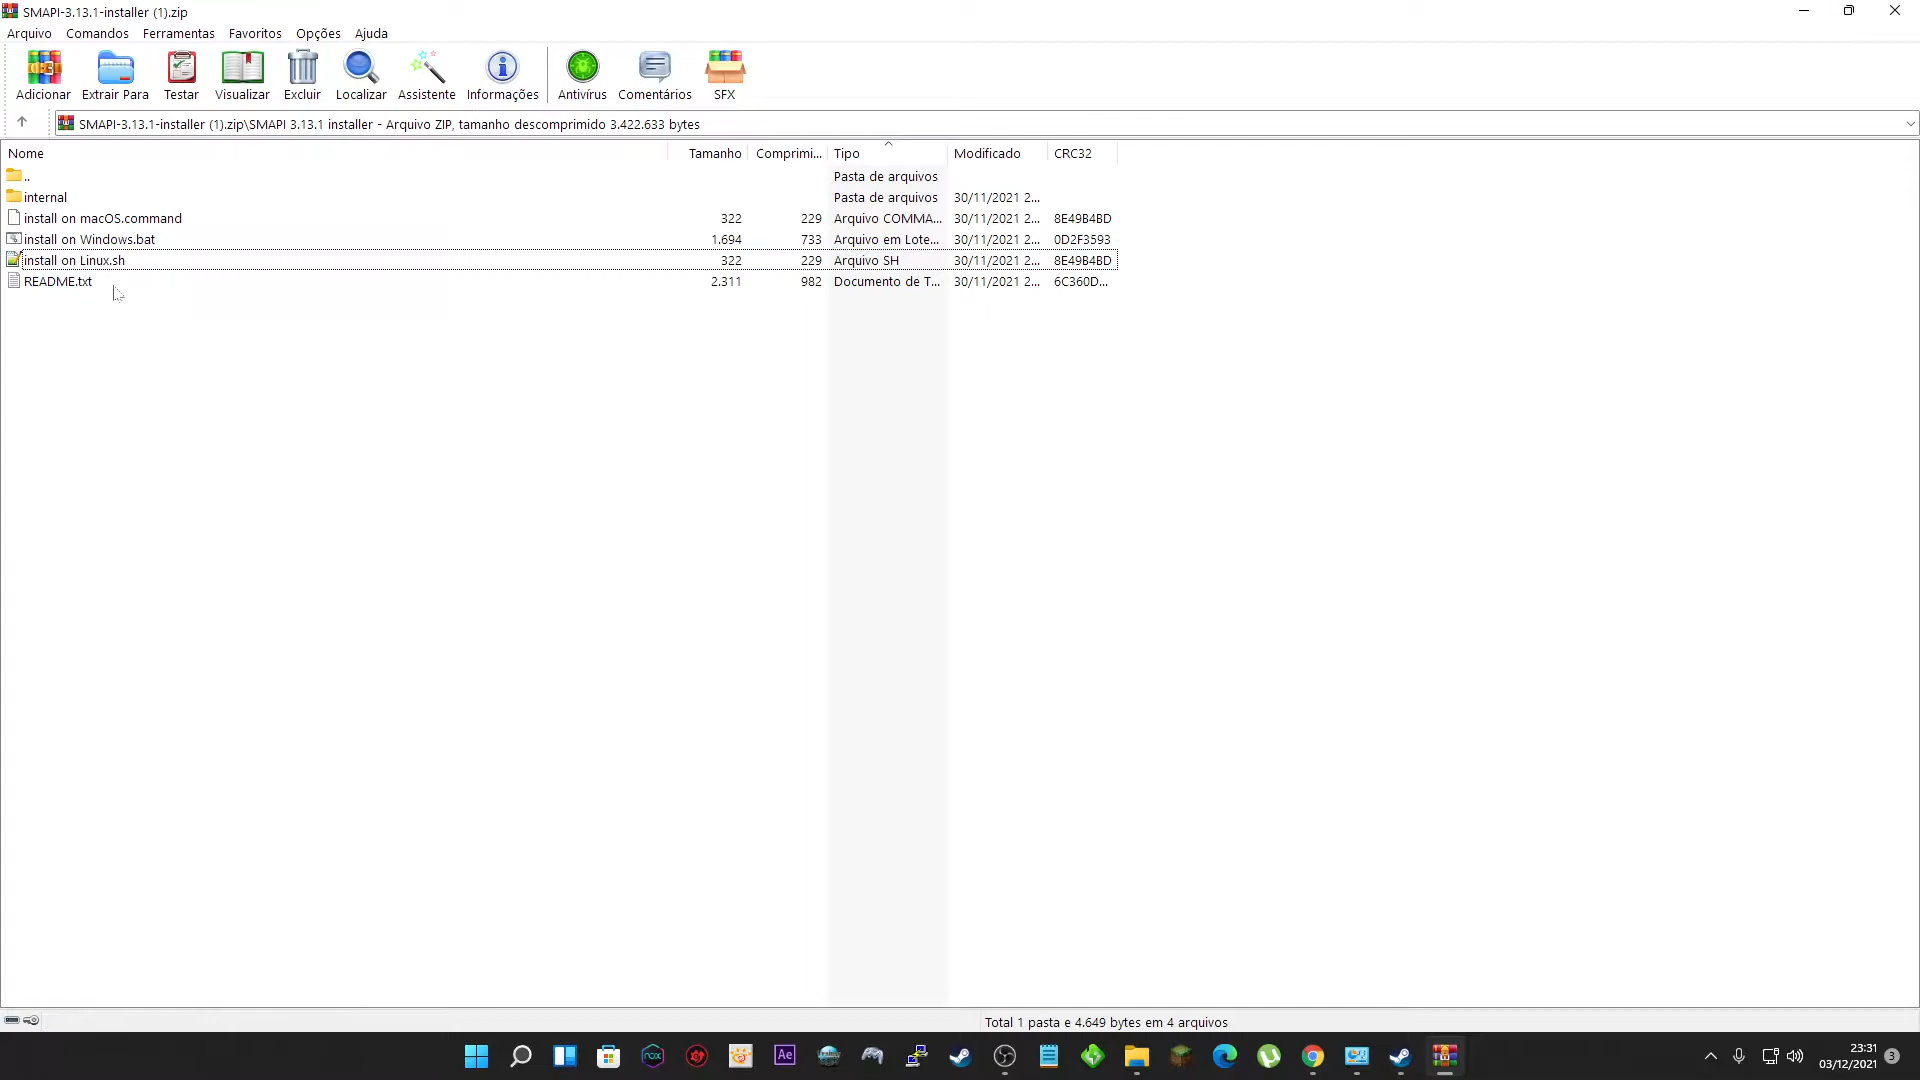 SMAPI-3.13.1-installer (1).zip
Arquivo Comandos Ferramentas Favoritos Opções Ajuda
Adicionar Extrair Para Testar Visualizar Excluir Localizar Assistente Informações Antivírus Comentários SFX
SMAPI-3.13.1-installer (1).zip\SMAPI 3.13.1 installer - Arquivo ZIP, tamanho descomprimido 3.422.633 bytes
Nome Tamanho Comprimi... Tipo Modificado CRC32
.. Pasta de arquivos
internal Pasta de arquivos 30/11/2021 2...
install on macOS.command 322 229 Arquivo COMMA... 30/11/2021 2... 8E49B4BD
install on Windows.bat 1.694 733 Arquivo em Lote... 30/11/2021 2... 0D2F3593
install on Linux.sh 322 229 Arquivo SH 30/11/2021 2... 8E49B4BD
README.txt 2.311 982 Documento de T... 30/11/2021 2... 6C360D...
Total 1 pasta e 4.649 bytes em 4 arquivos
nox
Ae
23:31
03/12/2021
3